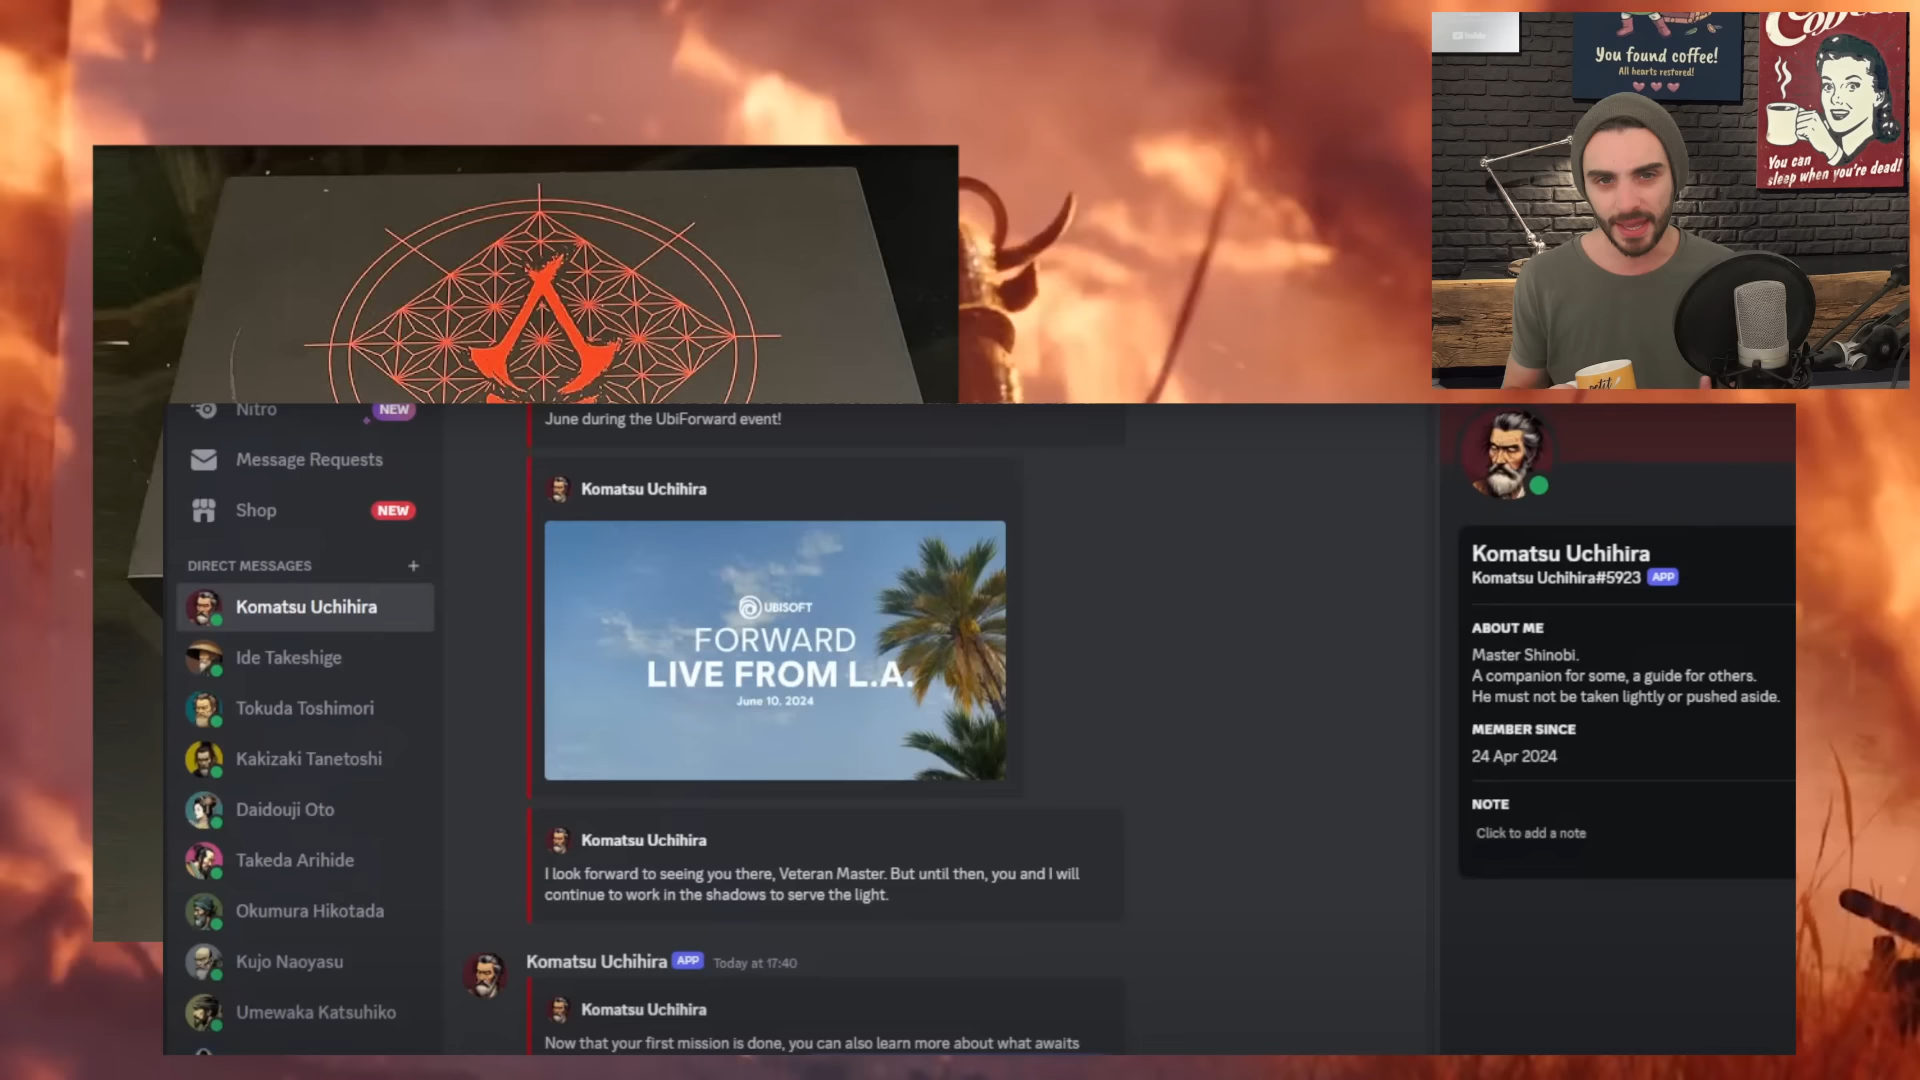 YouTube
You found coffee!
All hearts restored!
Coffee
You can
sleep when you're dead!
petit
Nitro
NEW
Message Requests
Shop
NEW
DIRECT MESSAGES
+
Komatsu Uchihira
Ide Takeshige
Tokuda Toshimori
Kakizaki Tanetoshi
Daidouji Oto
Takeda Arihide
Okumura Hikotada
Kujo Naoyasu
Umewaka Katsuhiko
June during the UbiForward event!
Komatsu Uchihira
UBISOFT
FORWARD
LIVE FROM L.A.
June 10. 2024
Komatsu Uchihira
I look forward to seeing you there, Veteran Master. But until then, you and I will
continue to work in the shadows to serve the light.
Komatsu Uchihira APP Today at 17:40
Komatsu Uchihira
Now that your first mission is done, you can also learn more about what awaits
Komatsu Uchihira
Komatsu Uchihira#5923 APP
ABOUT ME
Master Shinobi.
A companion for some, a guide for others.
He must not be taken lightly or pushed aside.
MEMBER SINCE
24 Apr 2024
NOTE
Click to add a note